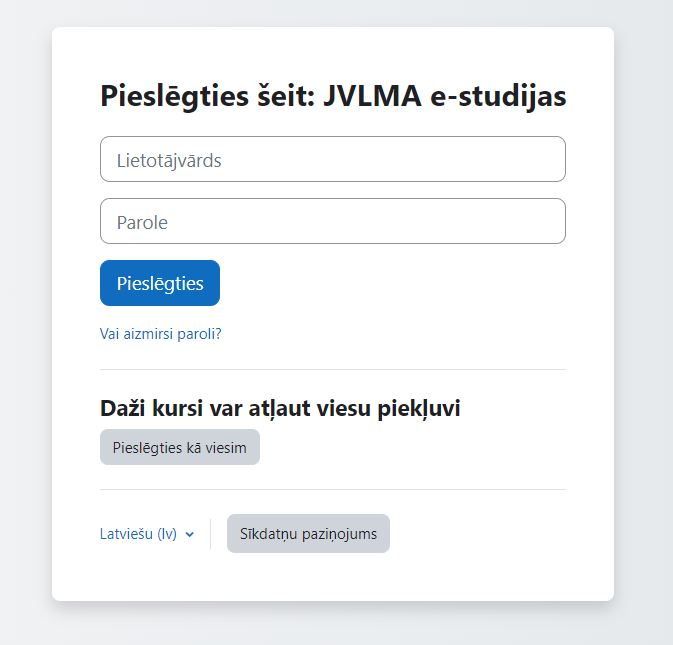 Pieslēgties šeit: JVLMA e-studijas
Lietotājvārds
Parole
Pieslēgties
Vai aizmirsi paroli?
Daži kursi var atļaut viesu piekļuvi
Pieslēgties kā viesim
Latviešu (lv)
Sīkdatņu paziņojums